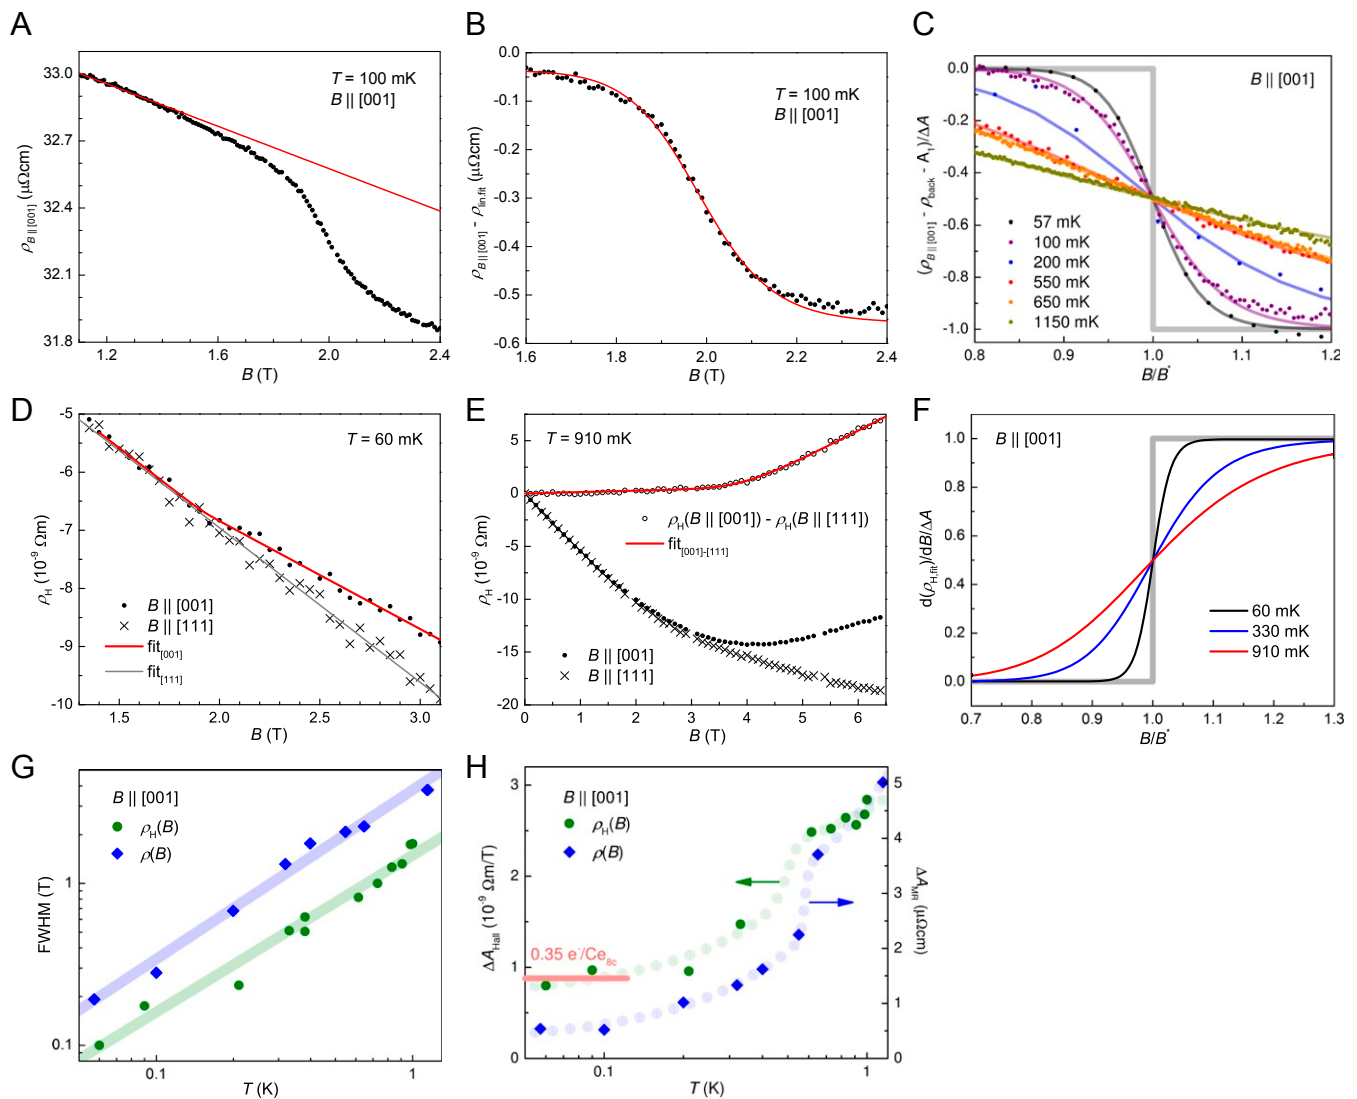 A
33.0
32.7
32.4
32.1
31.8
1.2
1.6
2.0
2.4
ρB || [001] (μΩcm)
B (T)
T = 100 mK
B || [001]
B
0.0
-0.1
-0.2
-0.3
-0.4
-0.5
-0.6
1.6
1.8
2.0
2.2
2.4
ρB || [001] - ρlin.fit (μΩcm)
B (T)
T = 100 mK
B || [001]
C
0.0
-0.2
-0.4
-0.6
-0.8
-1.0
0.8
0.9
1.0
1.1
1.2
(ρB || [001] - ρback - A1)/ΔA
B/B*
B || [001]
57 mK
100 mK
200 mK
550 mK
650 mK
1150 mK
D
-5
-6
-7
-8
-9
-10
1.5
2.0
2.5
3.0
ρH (10-9 Ωm)
B (T)
T = 60 mK
B || [001]
B || [111]
fit[001]
fit[111]
E
5
0
-5
-10
-15
-20
0
1
2
3
4
5
6
ρH (10-9 Ωm)
B (T)
T = 910 mK
ρH(B || [001]) - ρH(B || [111])
fit[001]-[111]
B || [001]
B || [111]
F
1.0
0.8
0.6
0.4
0.2
0.0
0.7
0.8
0.9
1.0
1.1
1.2
1.3
d(ρH,fit)/dB/ΔA
B/B*
B || [001]
60 mK
330 mK
910 mK
G
1
0.1
0.1
1
FWHM (T)
T (K)
B || [001]
ρH(B)
ρ(B)
H
3
2
1
0
0.1
1
5
4
3
2
1
0
ΔAHall (10-9 Ωm/T)
ΔAMR (μΩcm)
T (K)
B || [001]
ρH(B)
ρ(B)
0.35 e-/Ce8c